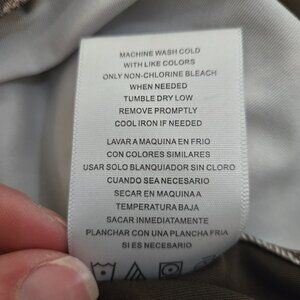 MACHINE WASH COLD
WITH LIKE COLORS
ONLY NON-CHLORINE BLEACH
WHEN NEEDED
TUMBLE DRY LOW
REMOVE PROMPTLY
COOL IRON IF NEEDED
LAVAR A MAQUINA EN FRIO
CON COLORES SIMILARES
USAR SOLO BLANQUIADOR SIN CLORO
CUANDO SEA NECESARIO
SECAR EN MAQUINA A
TEMPERATURA BAJA
SACAR INMEDIATAMENTE
PLANCHAR CON UNA PLANCHA FRIA
SI ES NECESARIO